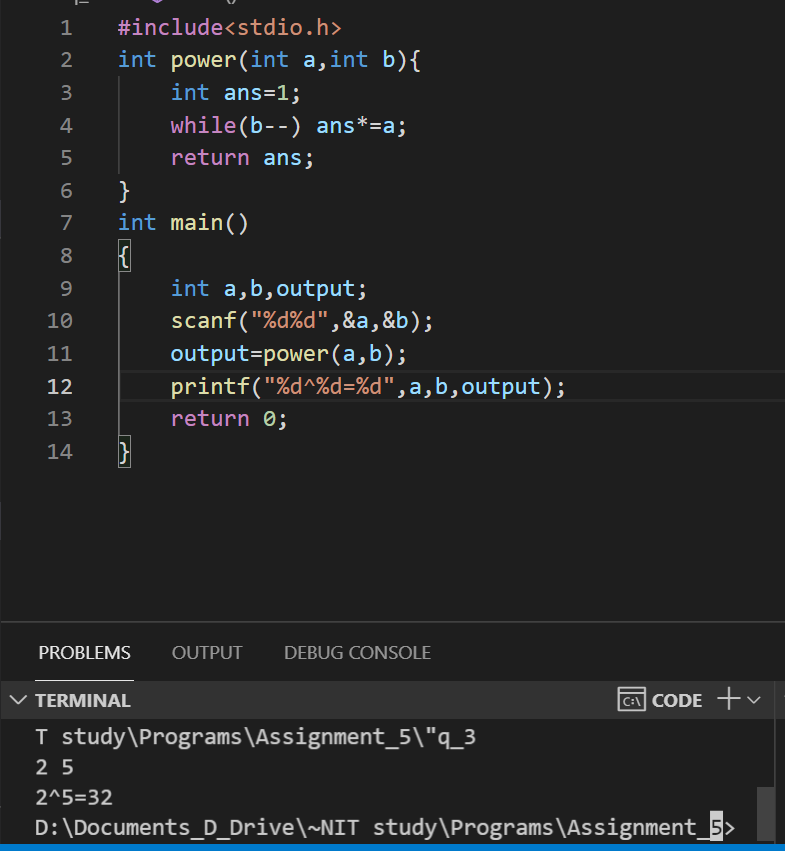 1 #include<stdio.h>
2 int power(int a,int b){
3 int ans=1;
4 while(b--) ans*=a;
5 return ans;
6 }
7 int main()
8 {
9 int a,b,output;
10 scanf("%d%d",&a,&b);
11 output=power(a,b);
12 printf("%d^%d=%d",a,b,output);
13 return 0;
14 }
PROBLEMS OUTPUT DEBUG CONSOLE
TERMINAL CODE
T study\Programs\Assignment_5\"q_3
2 5
2^5=32
D:\Documents_D_Drive\~NIT study\Programs\Assignment_5>